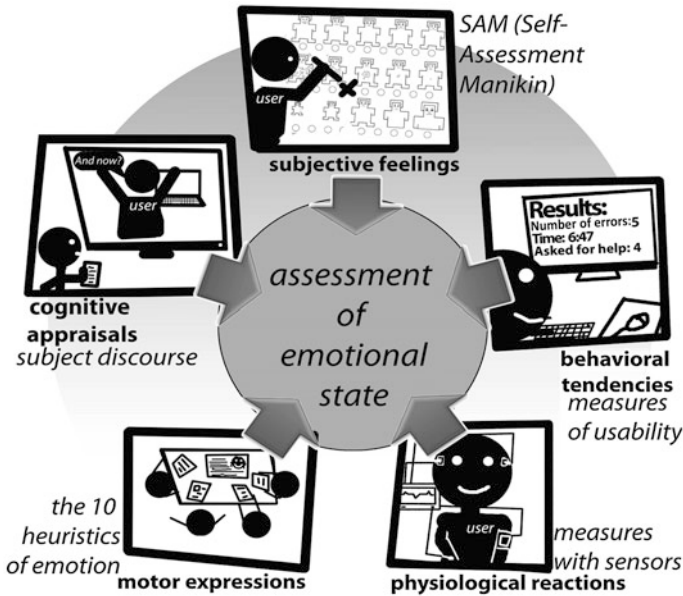 SAM (Self-
Assessment
Manikin)
user
subjective feelings
And now?
user
cognitive
appraisals
subject discourse
Results:
Number of errors:5
Time: 6:47
Asked for help: 4
behavioral
tendencies
measures
of usability
assessment
of
emotional
state
the 10
heuristics
of emotion
motor expressions
user
measures
with sensors
physiological reactions